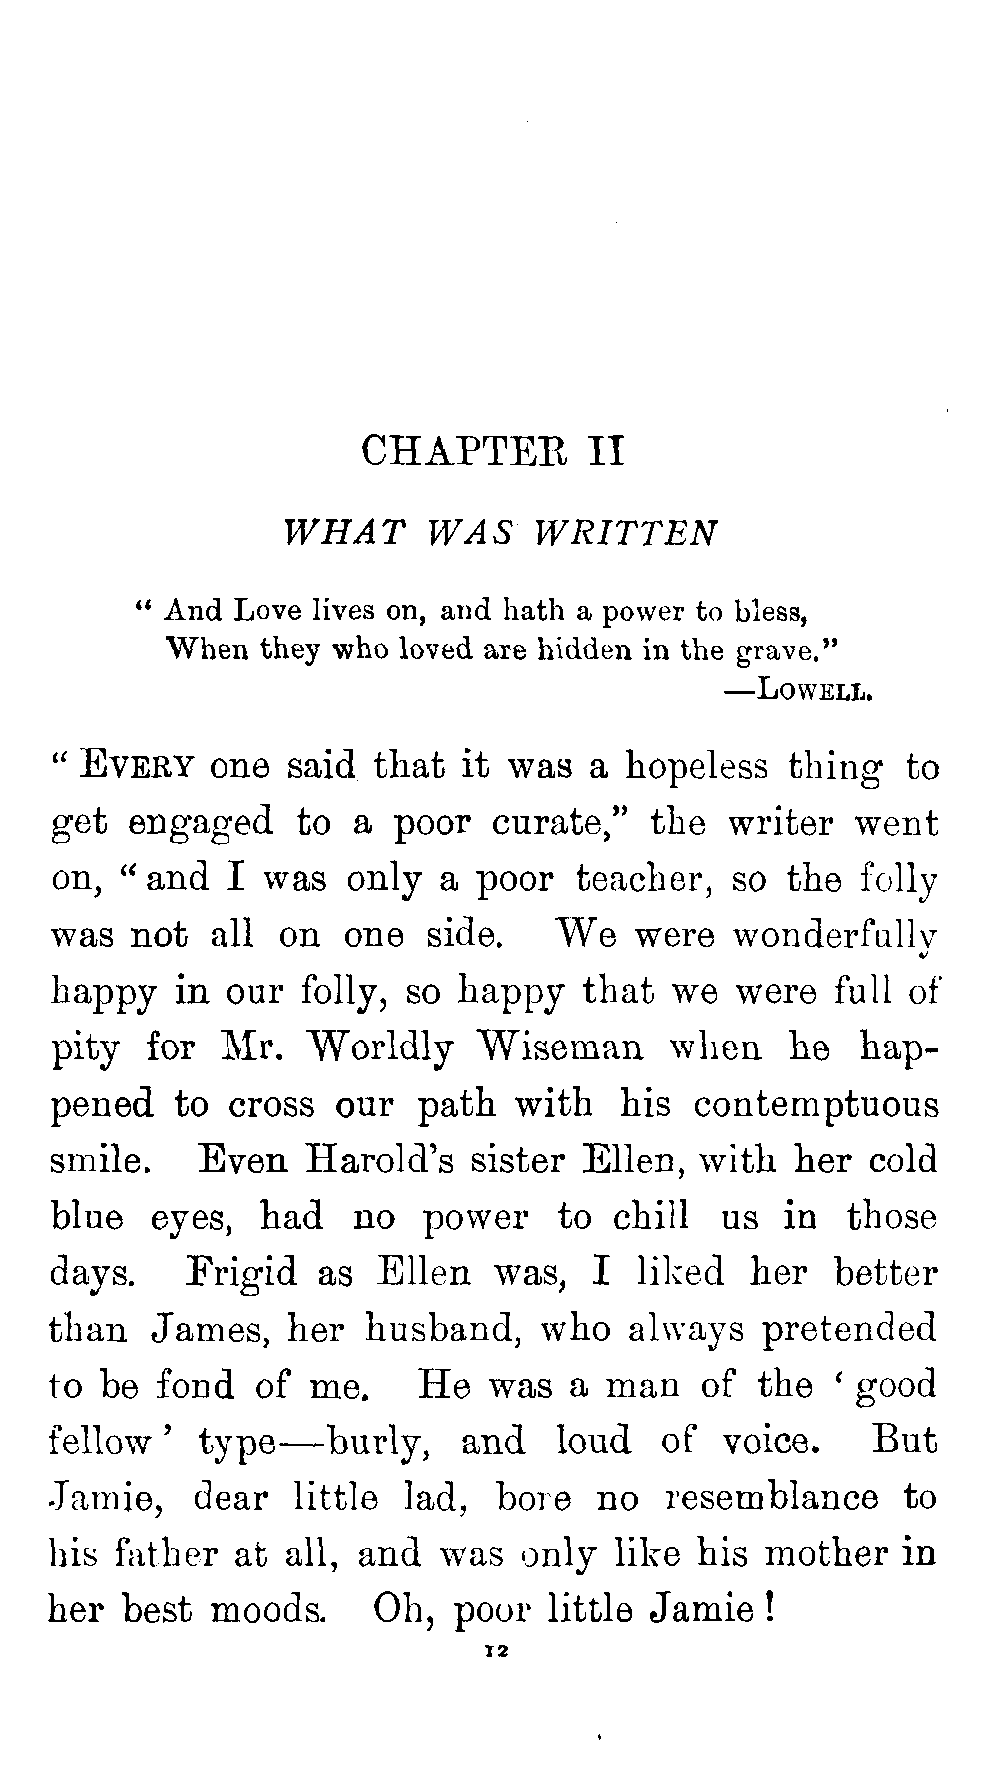 CHAPTER II
WHAT WAS WRITTEN
“ And Love lives on, and hath a power to bless,
When they who loved are hidden in the grave.”
—LOWELL.
“ EVERY one said that it was a hopeless thing to
get engaged to a poor curate,” the writer went
on, “ and I was only a poor teacher, so the folly
was not all on one side. We were wonderfully
happy in our folly, so happy that we were full of
pity for Mr. Worldly Wiseman when he hap-
pened to cross our path with his contemptuous
smile. Even Harold’s sister Ellen, with her cold
blue eyes, had no power to chill us in those
days. Frigid as Ellen was, I liked her better
than James, her husband, who always pretended
to be fond of me. He was a man of the ‘ good
fellow ’ type—burly, and loud of voice. But
Jamie, dear little lad, bore no resemblance to
his father at all, and was only like his mother in
her best moods. Oh, poor little Jamie !
12